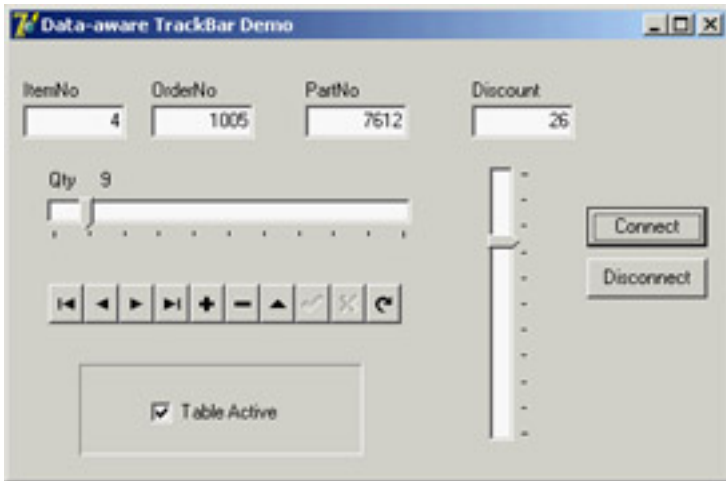 Data-aware TrackBar Demo
ItemNo OrderNo PartNo Discount
4 1005 7612 26
Qty 9
Connect
Disconnect
Table Active